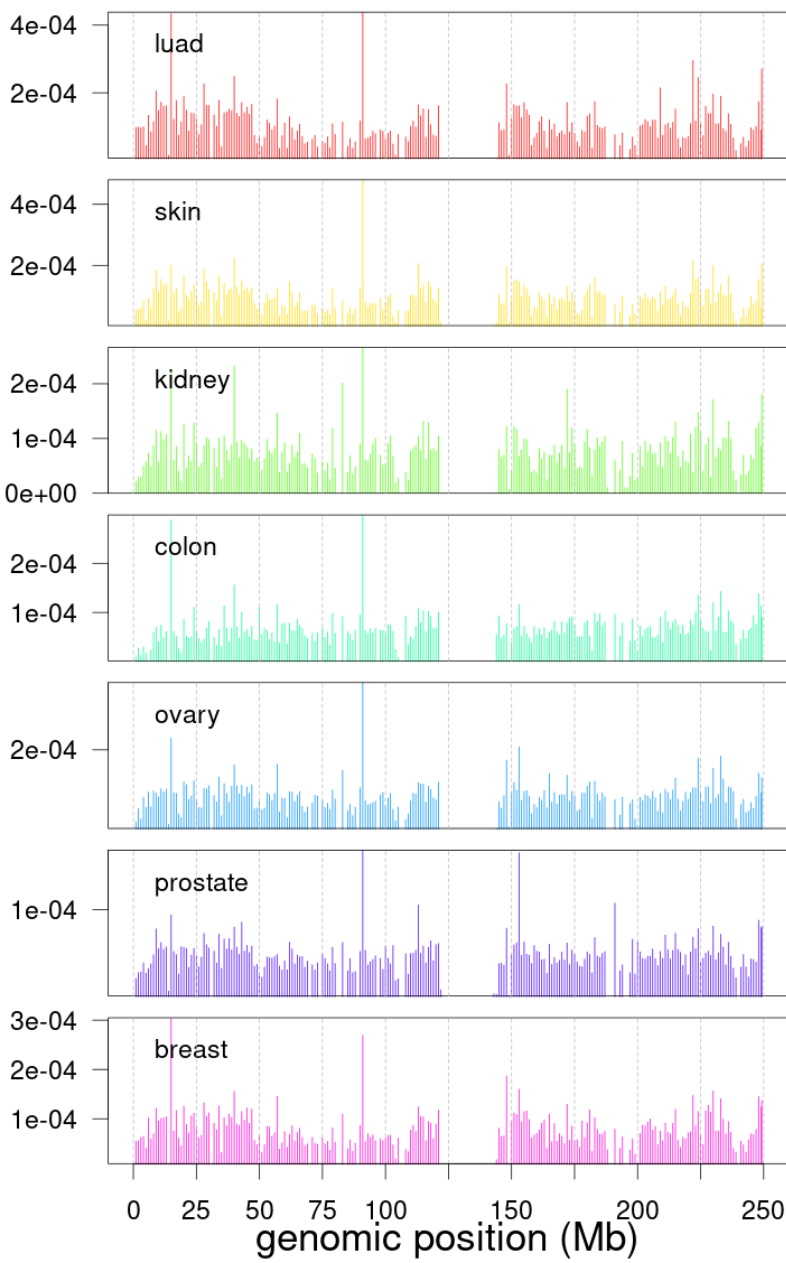 4e-04
luad
2e-04
4e-04
skin
2e-04
2e-04
kidney
1e-04
0e+00
colon
2e-04
1e-04
ovary
2e-04
prostate
1e-04
3e-04
breast
2e-04
1e-04
0 25 50 75 100 150 200 250
genomic position (Mb)